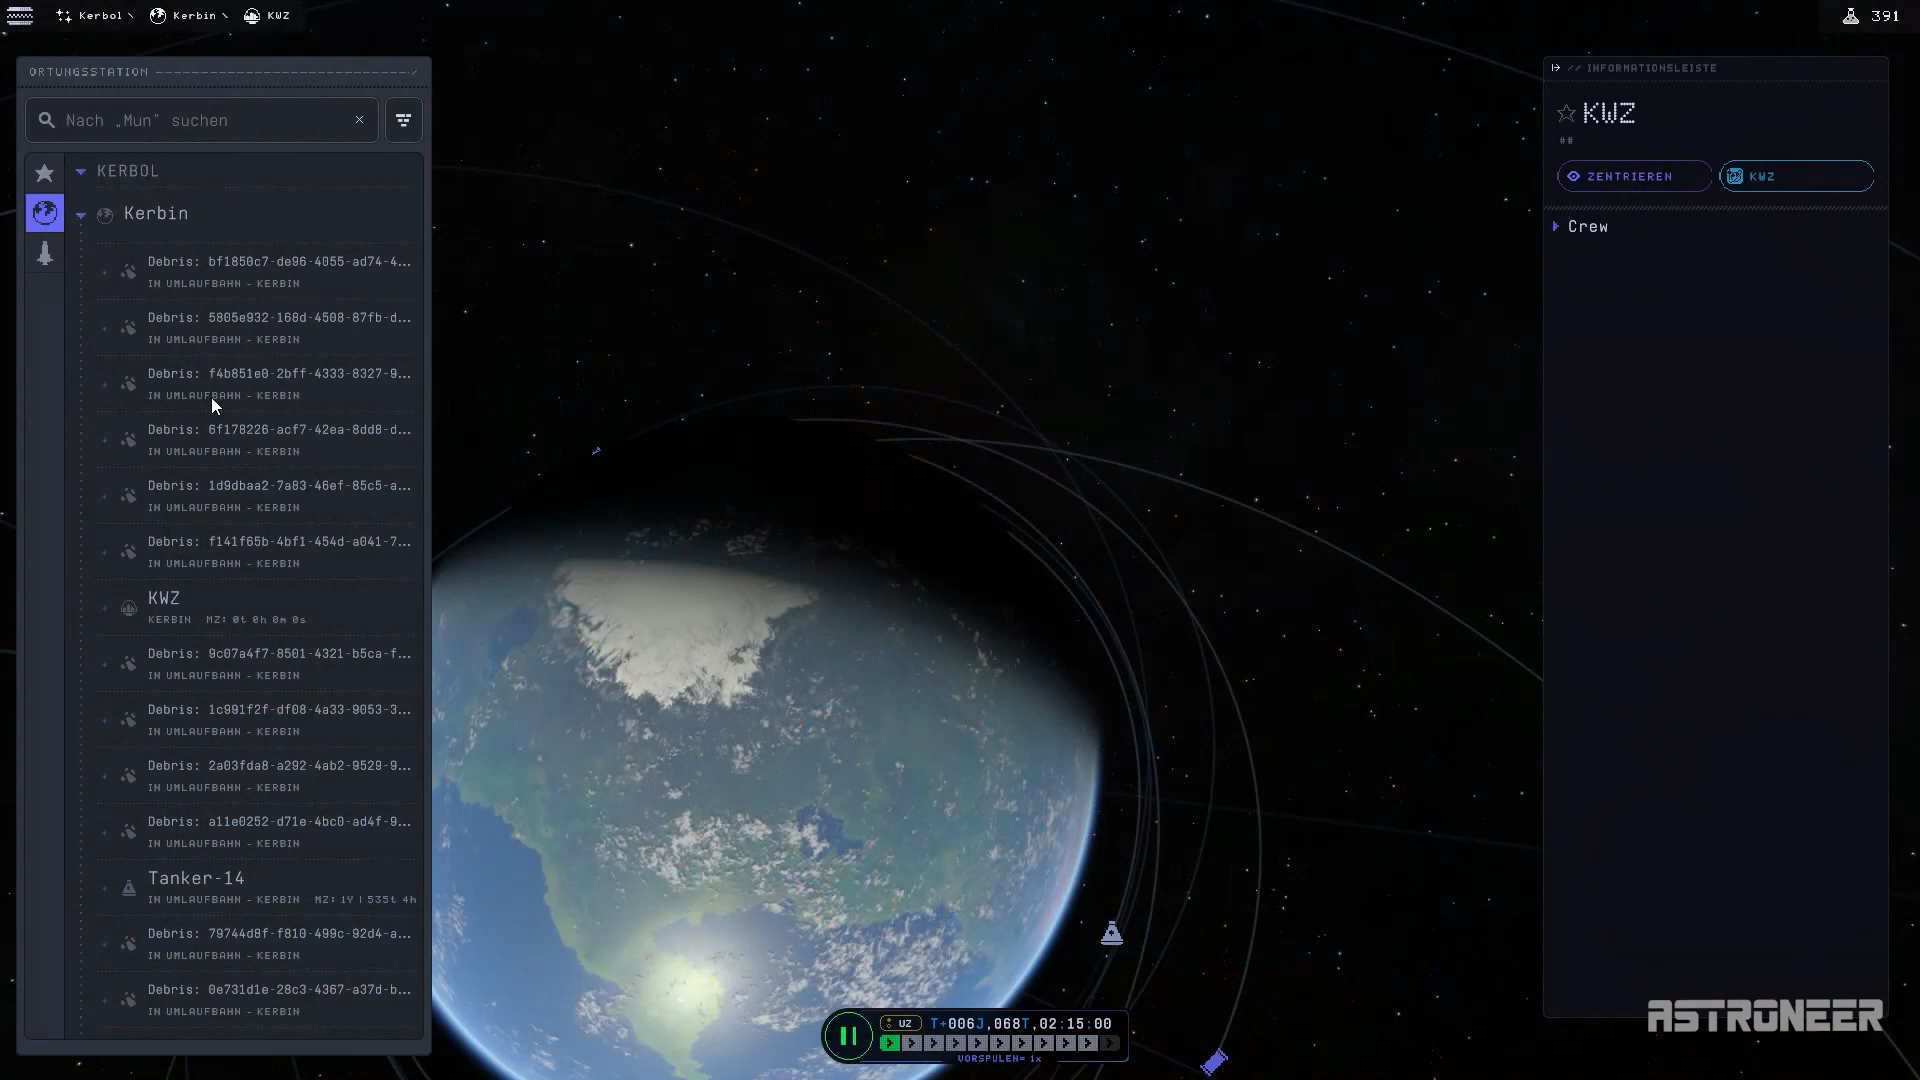 Kerbol \ Kerbin \ KWZ
391
ORTUNGSSTATION
Nach „Mun“ suchen
KERBOL
Kerbin
Debris: bf1850c7-de96-4055-ad74-4...
IN UMLAUFBAHN - KERBIN
Debris: 5805e932-160d-4508-87fb-d...
IN UMLAUFBAHN - KERBIN
Debris: f4b851e0-2bff-4333-8327-9...
IN UMLAUFBAHN - KERBIN
Debris: 6f178226-acf7-42ea-8dd8-d...
IN UMLAUFBAHN - KERBIN
Debris: 1d9dbaa2-7a83-46ef-85c5-a...
IN UMLAUFBAHN - KERBIN
Debris: f141f65b-4bf1-454d-a041-7...
IN UMLAUFBAHN - KERBIN
KWZ
KERBIN MZ: 0t 0h 0m 0s
Debris: 9c07a4f7-8501-4321-b5ca-f...
IN UMLAUFBAHN - KERBIN
Debris: 1c991f2f-df08-4a33-9053-3...
IN UMLAUFBAHN - KERBIN
Debris: 2a03fda8-a292-4ab2-9529-9...
IN UMLAUFBAHN - KERBIN
Debris: a11e0252-d71e-4bc0-ad4f-9...
IN UMLAUFBAHN - KERBIN
Tanker-14
IN UMLAUFBAHN - KERBIN MZ: 1Y | 535t 4h
Debris: 79744d8f-f810-499c-92d4-a...
IN UMLAUFBAHN - KERBIN
Debris: 0e731d1e-28c3-4367-a37d-b...
IN UMLAUFBAHN - KERBIN
// INFORMATIONSLEISTE
KWZ
##
ZENTRIEREN
KWZ
Crew
UZ T+006J,068T,02:15:00
VORSPULEN= 1x
ASTRONEER